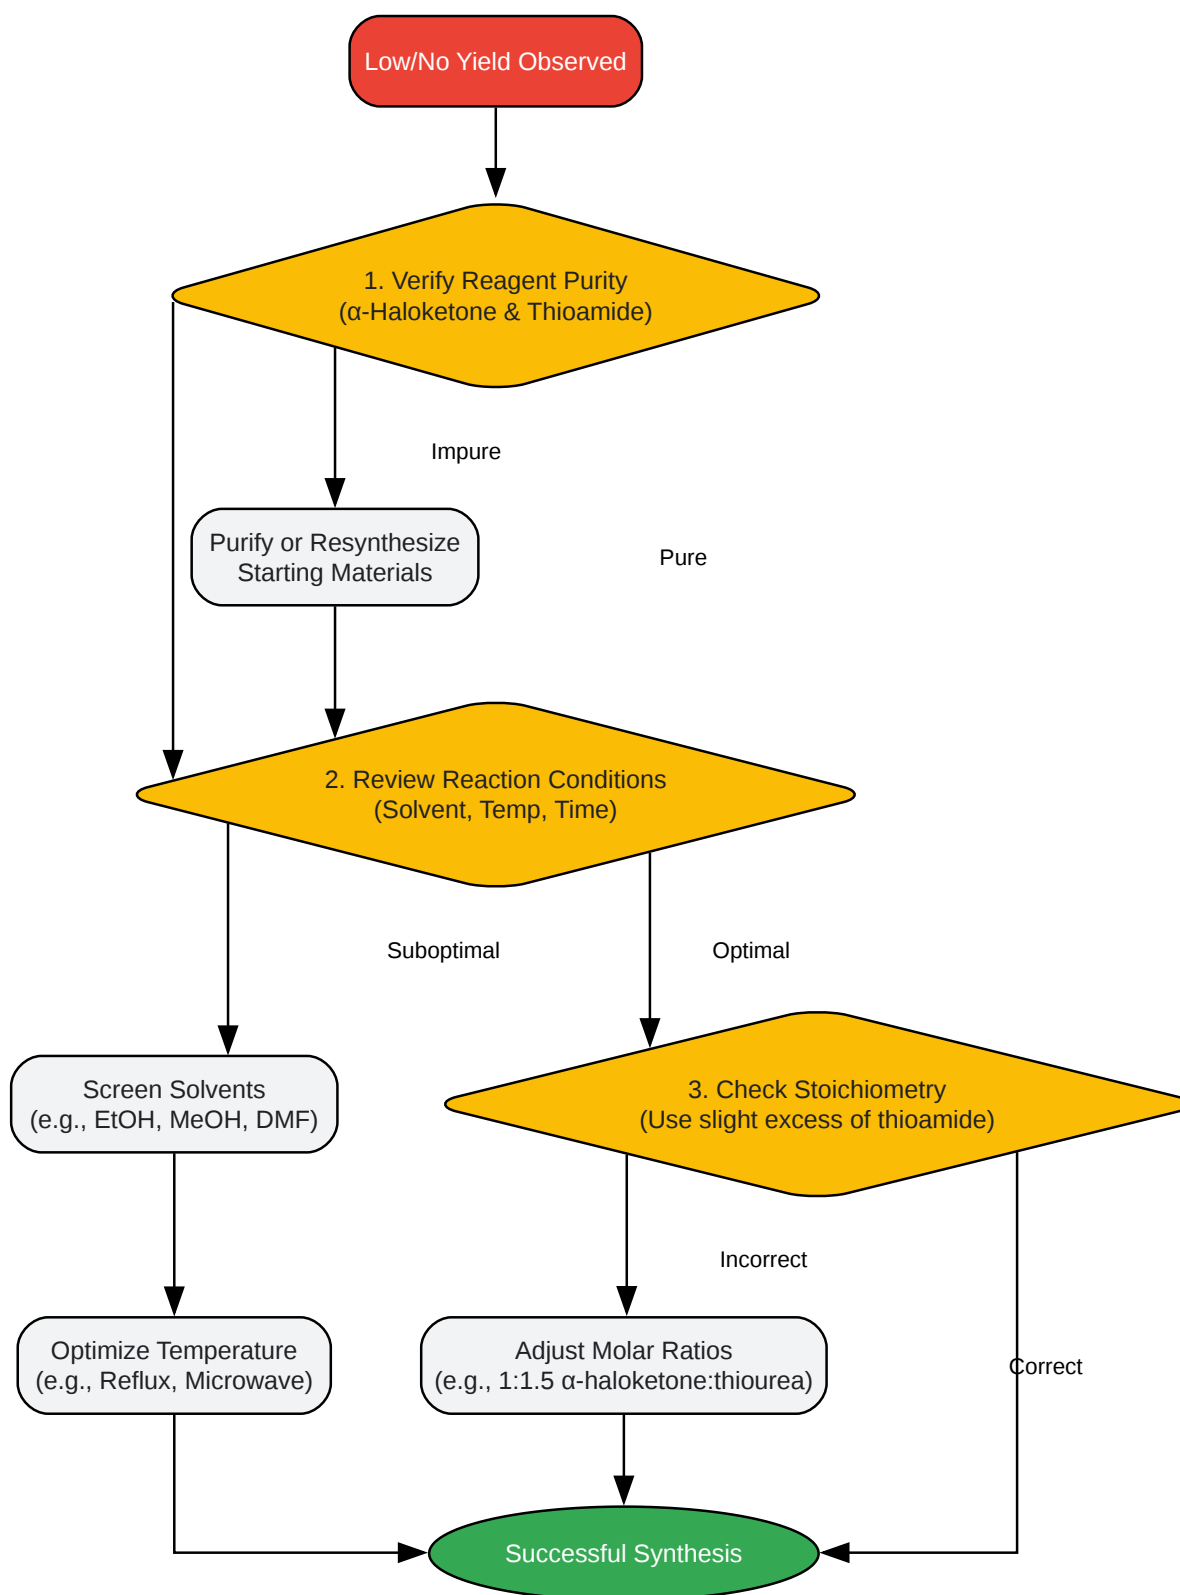 Low/No Yield Observed
1. Verify Reagent Purity
(α-Haloketone & Thioamide)
Impure
Purify or Resynthesize
Starting Materials
Pure
2. Review Reaction Conditions
(Solvent, Temp, Time)
Suboptimal
Optimal
Screen Solvents
(e.g., EtOH, MeOH, DMF)
3. Check Stoichiometry
(Use slight excess of thioamide)
Incorrect
Optimize Temperature
(e.g., Reflux, Microwave)
Adjust Molar Ratios
(e.g., 1:1.5 α-haloketone:thiourea)
Correct
Successful Synthesis